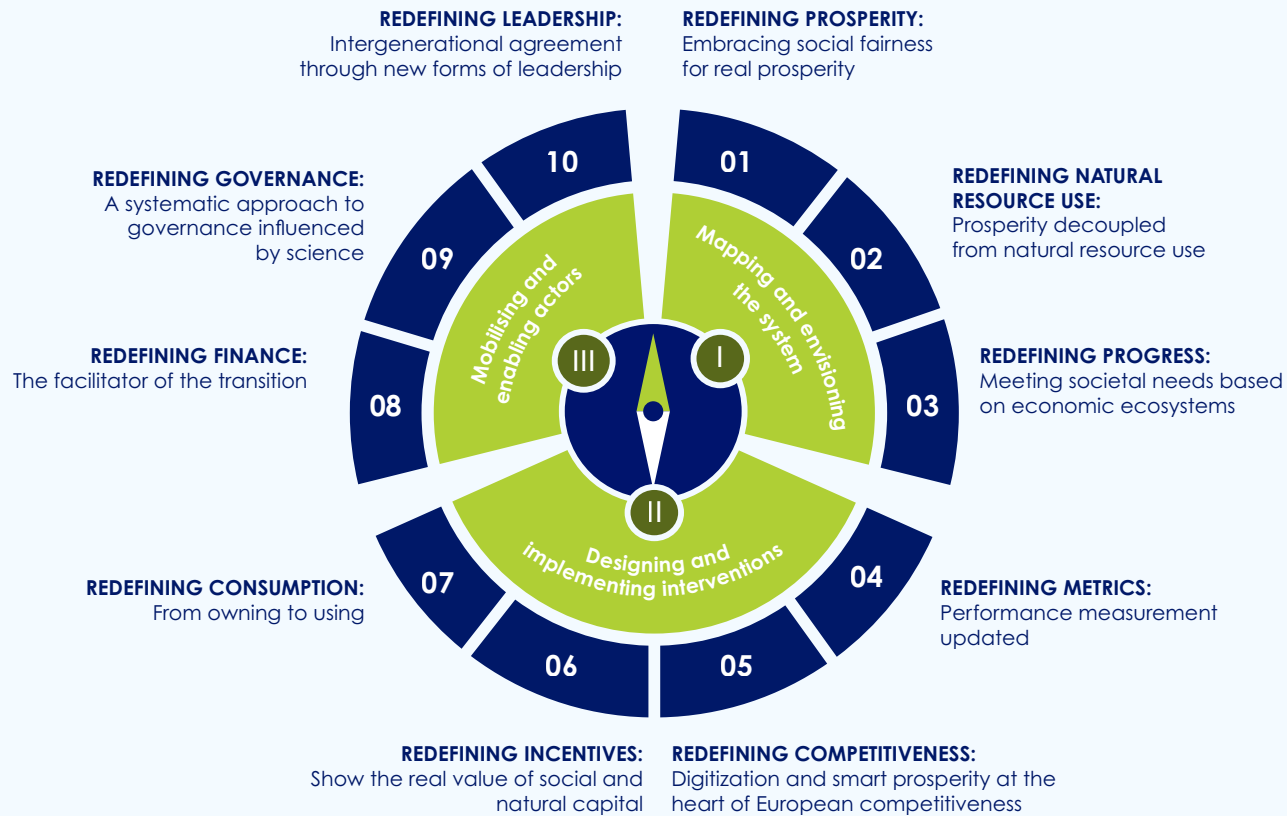 REDEFINING LEADERSHIP:
Intergenerational agreement
through new forms of leadership
REDEFINING PROSPERITY:
Embracing social fairness
for real prosperity
REDEFINING GOVERNANCE:
A systematic approach to
governance influenced
by science
REDEFINING NATURAL
RESOURCE USE:
Prosperity decoupled
from natural resource use
REDEFINING FINANCE:
The facilitator of the transition
REDEFINING PROGRESS:
Meeting societal needs based
on economic ecosystems
REDEFINING CONSUMPTION:
From owning to using
REDEFINING METRICS:
Performance measurement
updated
REDEFINING INCENTIVES:
Show the real value of social and
natural capital
REDEFINING COMPETITIVENESS:
Digitization and smart prosperity at the
heart of European competitiveness
01
02
03
04
05
06
07
08
09
10
I
Mapping and envisioning
the system
II
Designing and
implementing interventions
III
Mobilising and
enabling actors